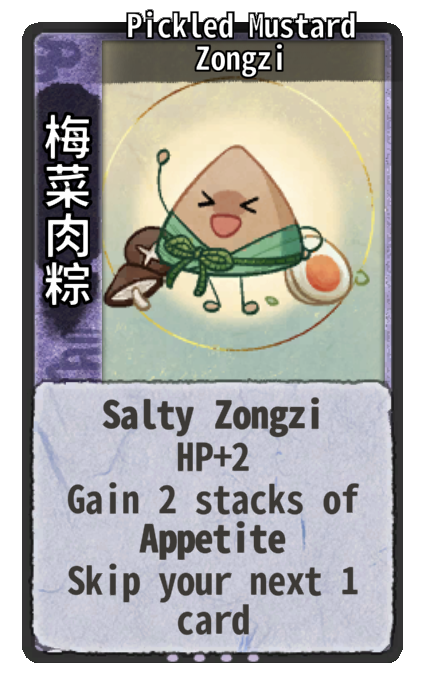 Pickled Mustard
Zongzi
梅菜肉粽
Salty Zongzi
HP+2
Gain 2 stacks of
Appetite
Skip your next 1
card